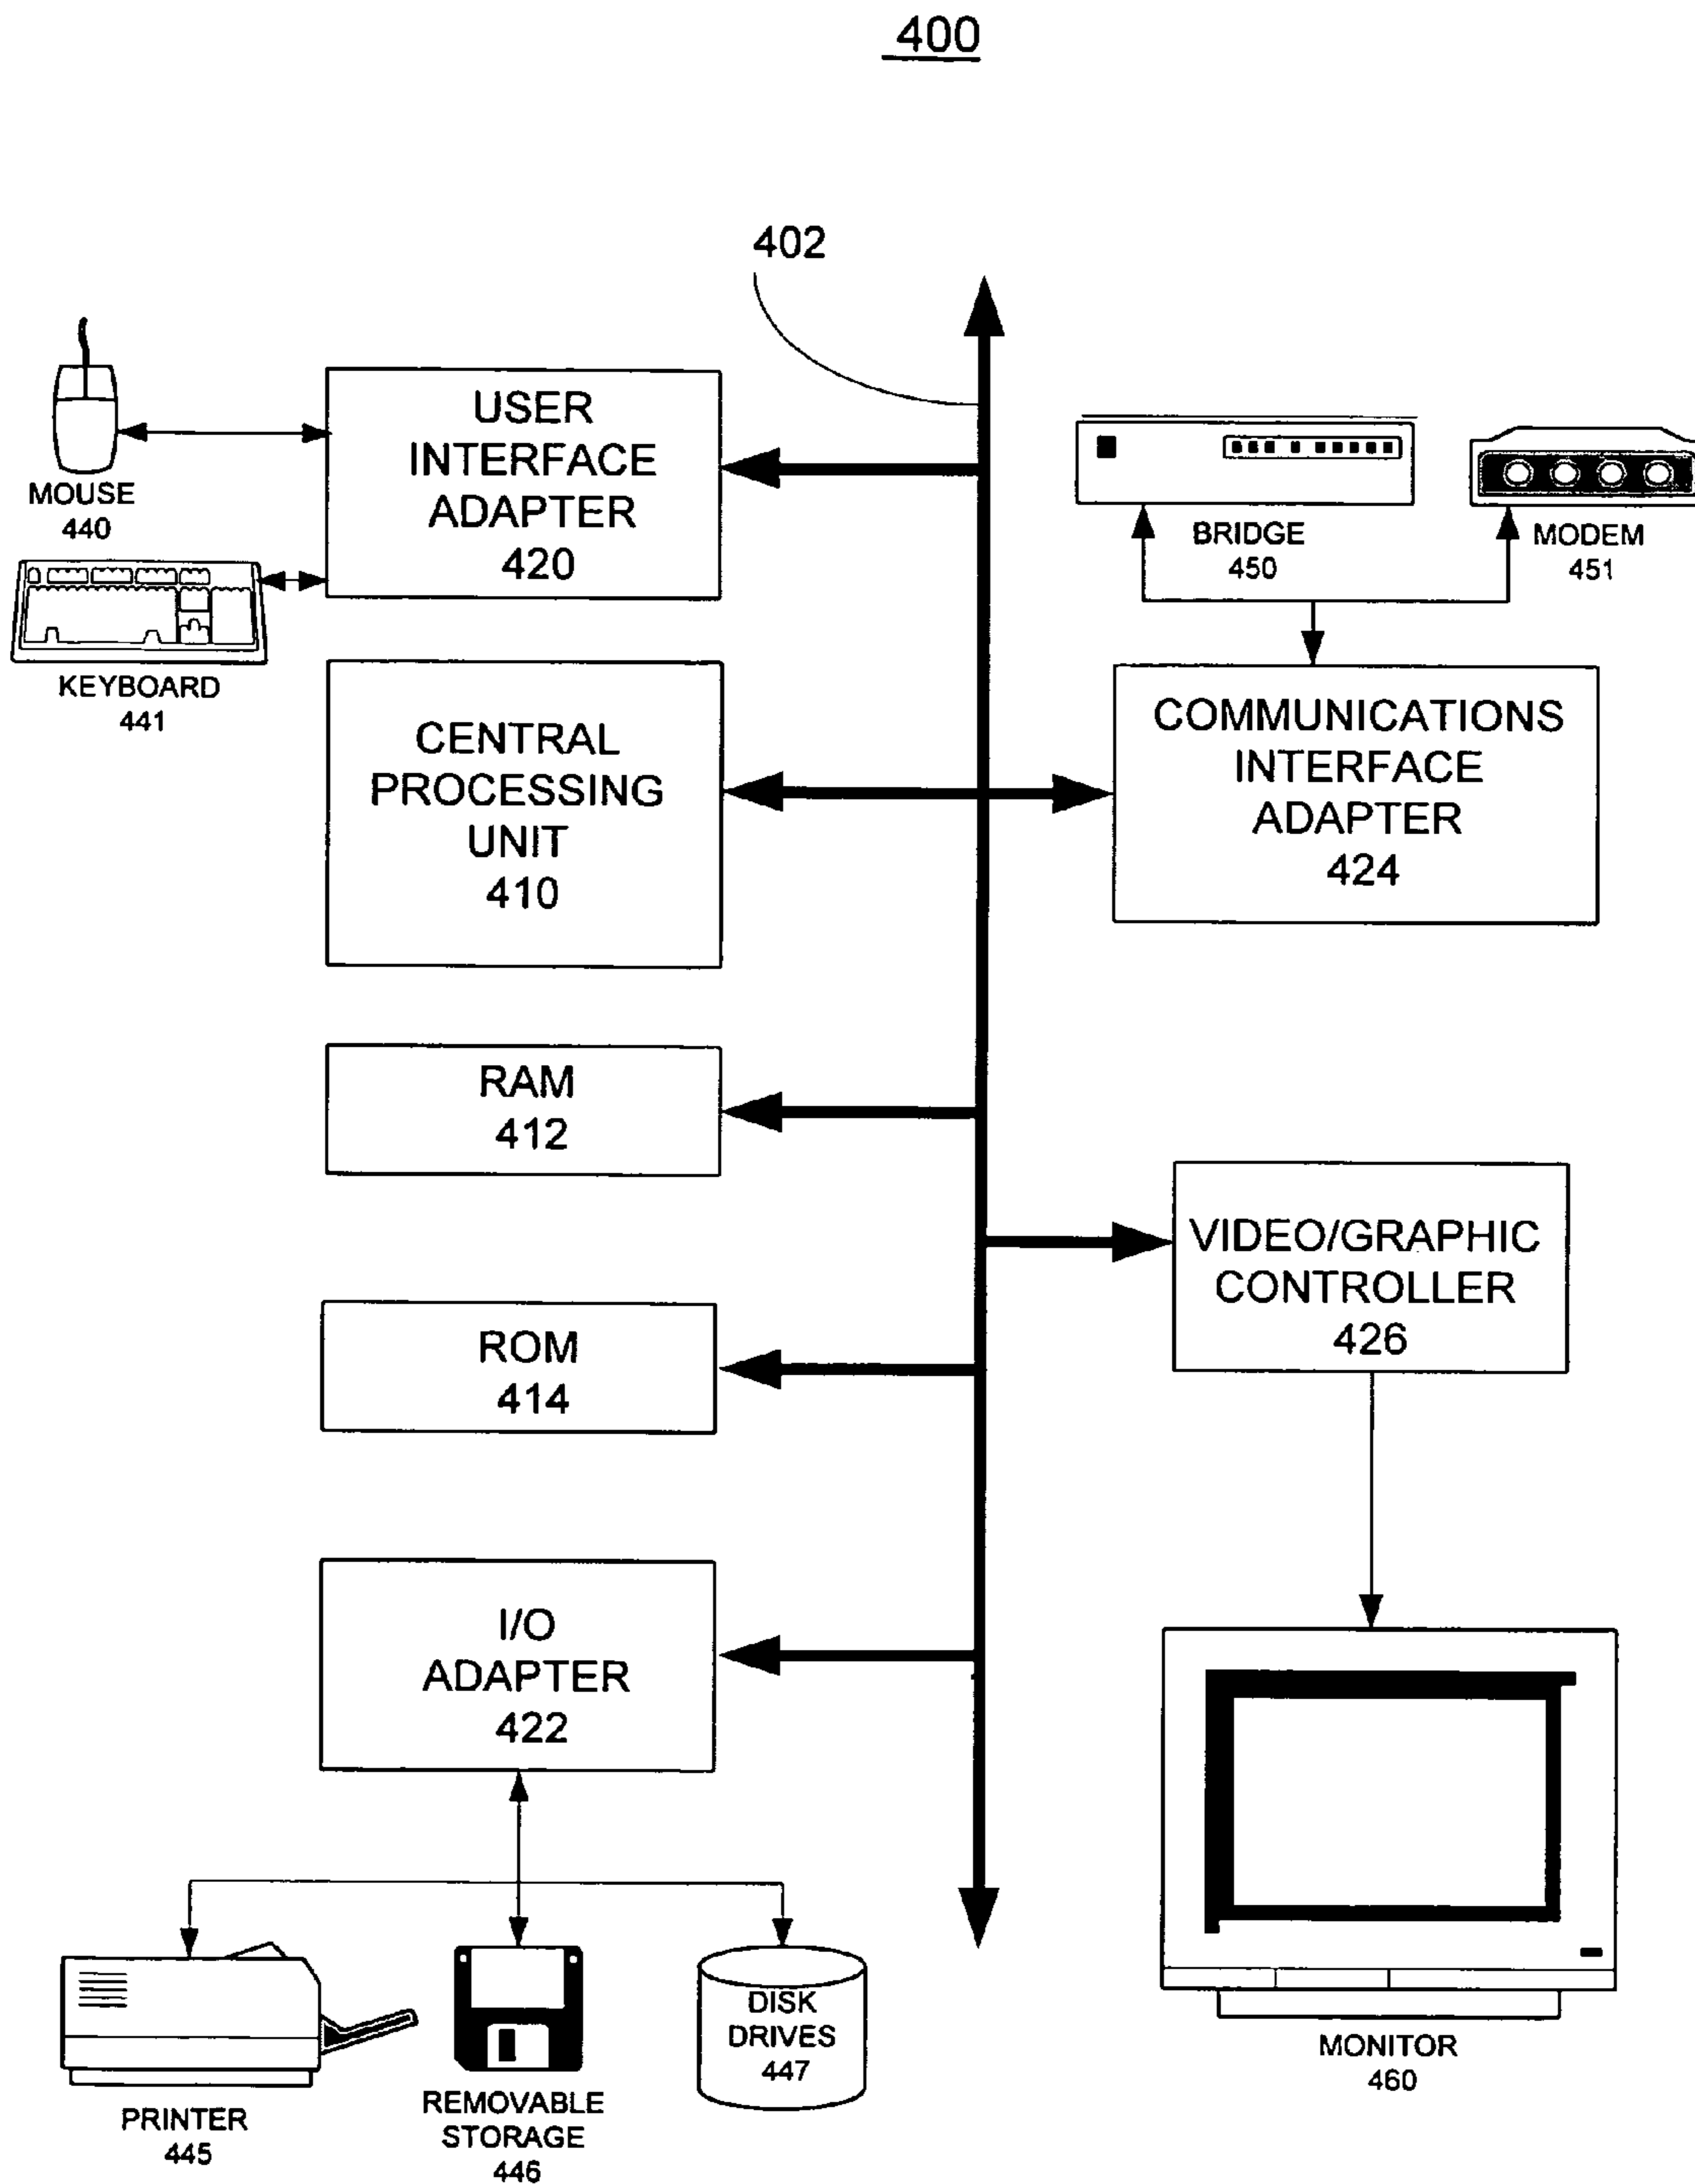 400
402
MOUSE
440
KEYBOARD
441
USER
INTERFACE
ADAPTER
420
BRIDGE
450
MODEM
451
CENTRAL
PROCESSING
UNIT
410
COMMUNICATIONS
INTERFACE
ADAPTER
424
RAM
412
VIDEO/GRAPHIC
CONTROLLER
426
ROM
414
I/O
ADAPTER
422
PRINTER
445
REMOVABLE
STORAGE
446
DISK
DRIVES
447
MONITOR
460